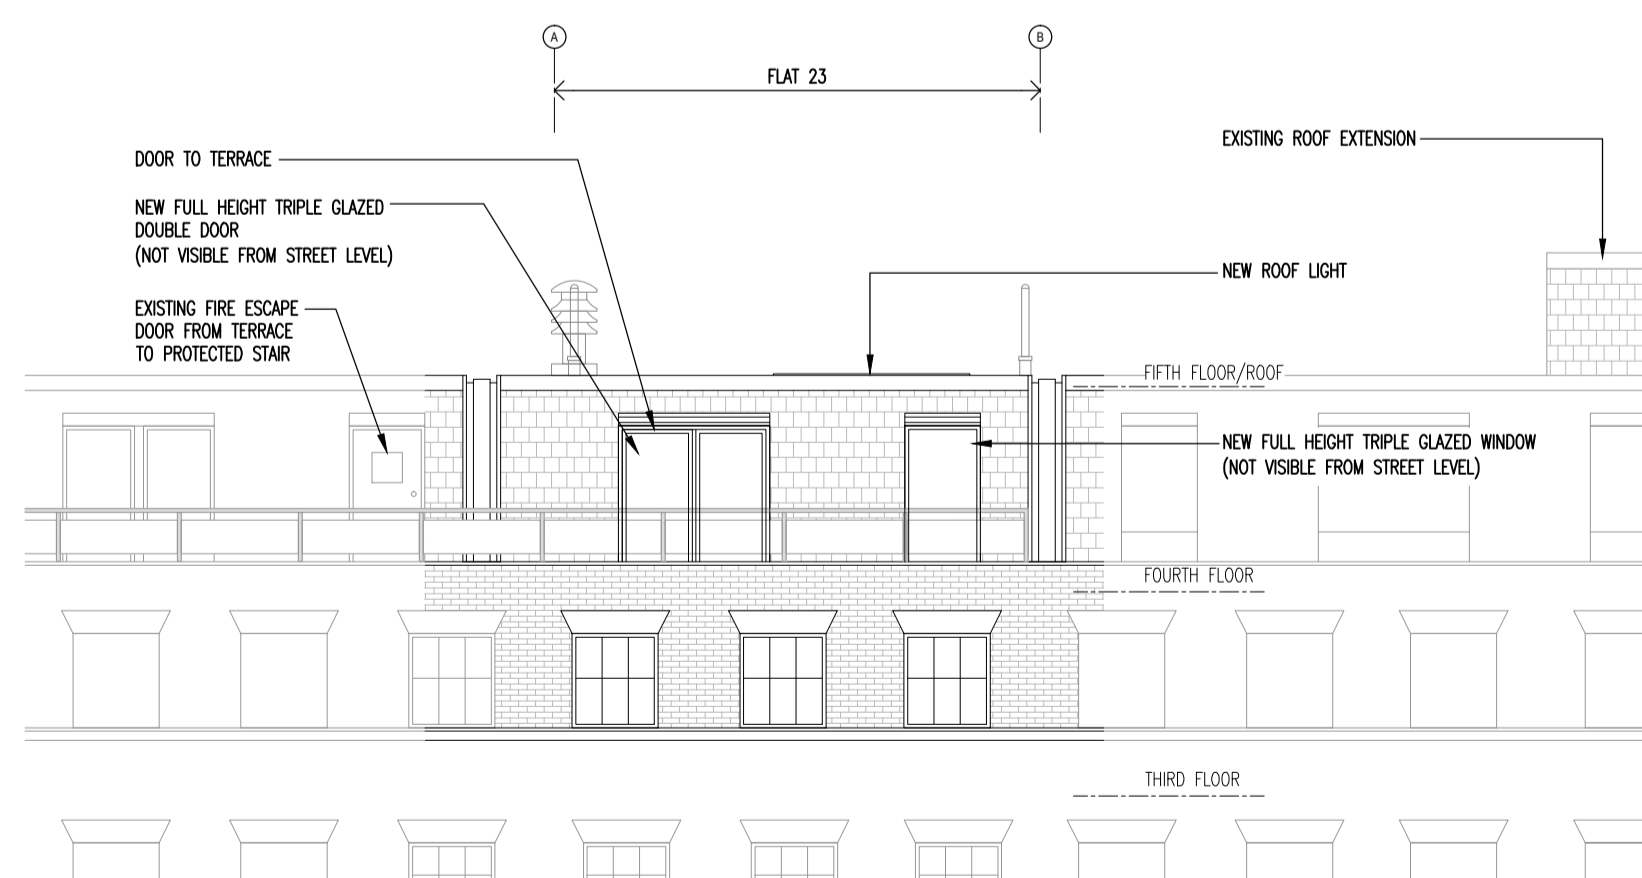 A
B
FLAT 23
DOOR TO TERRACE
NEW FULL HEIGHT TRIPLE GLAZED
DOUBLE DOOR
(NOT VISIBLE FROM STREET LEVEL)
EXISTING FIRE ESCAPE
DOOR FROM TERRACE
TO PROTECTED STAIR
EXISTING ROOF EXTENSION
NEW ROOF LIGHT
FIFTH FLOOR/ROOF
NEW FULL HEIGHT TRIPLE GLAZED WINDOW
(NOT VISIBLE FROM STREET LEVEL)
FOURTH FLOOR
THIRD FLOOR